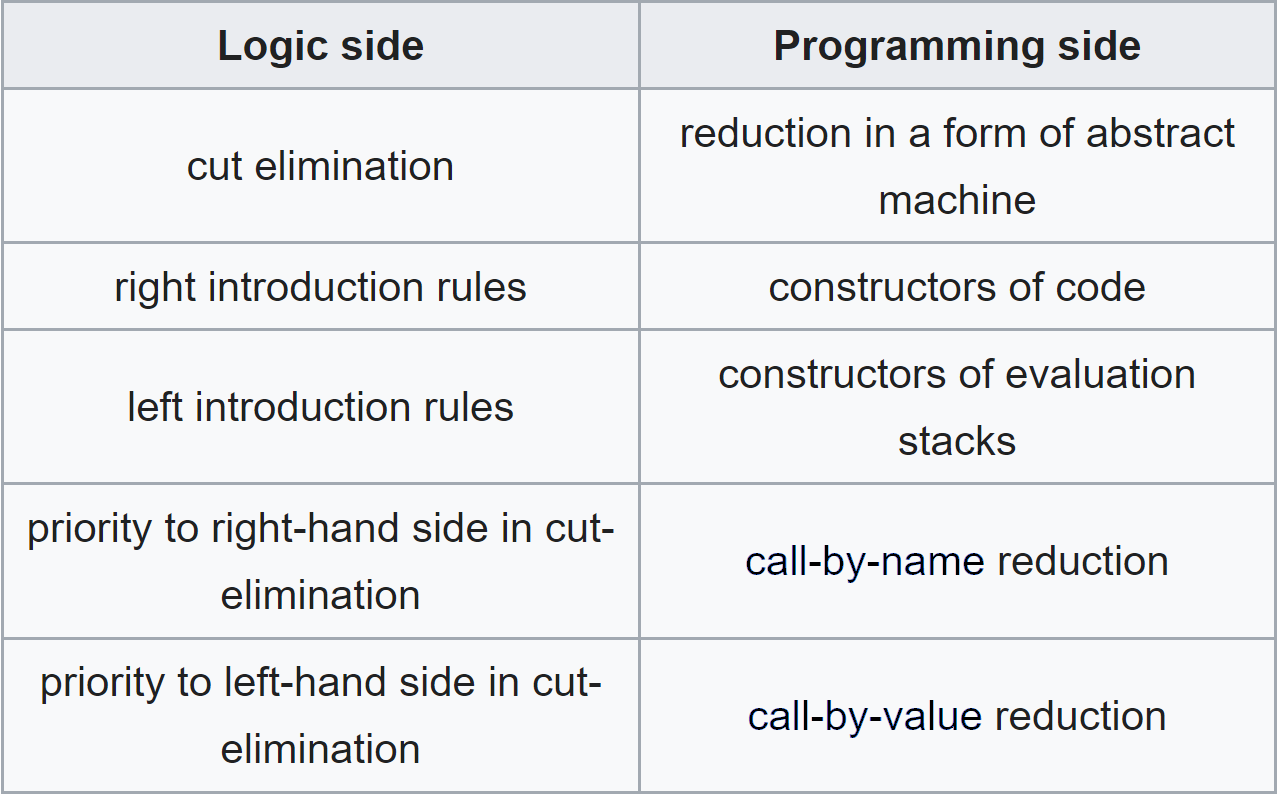 Logic side
Programming side
cut elimination
reduction in a form of abstract
machine
right introduction rules
constructors of code
left introduction rules
constructors of evaluation
stacks
priority to right-hand side in cut-
elimination
call-by-name reduction
priority to left-hand side in cut-
elimination
call-by-value reduction